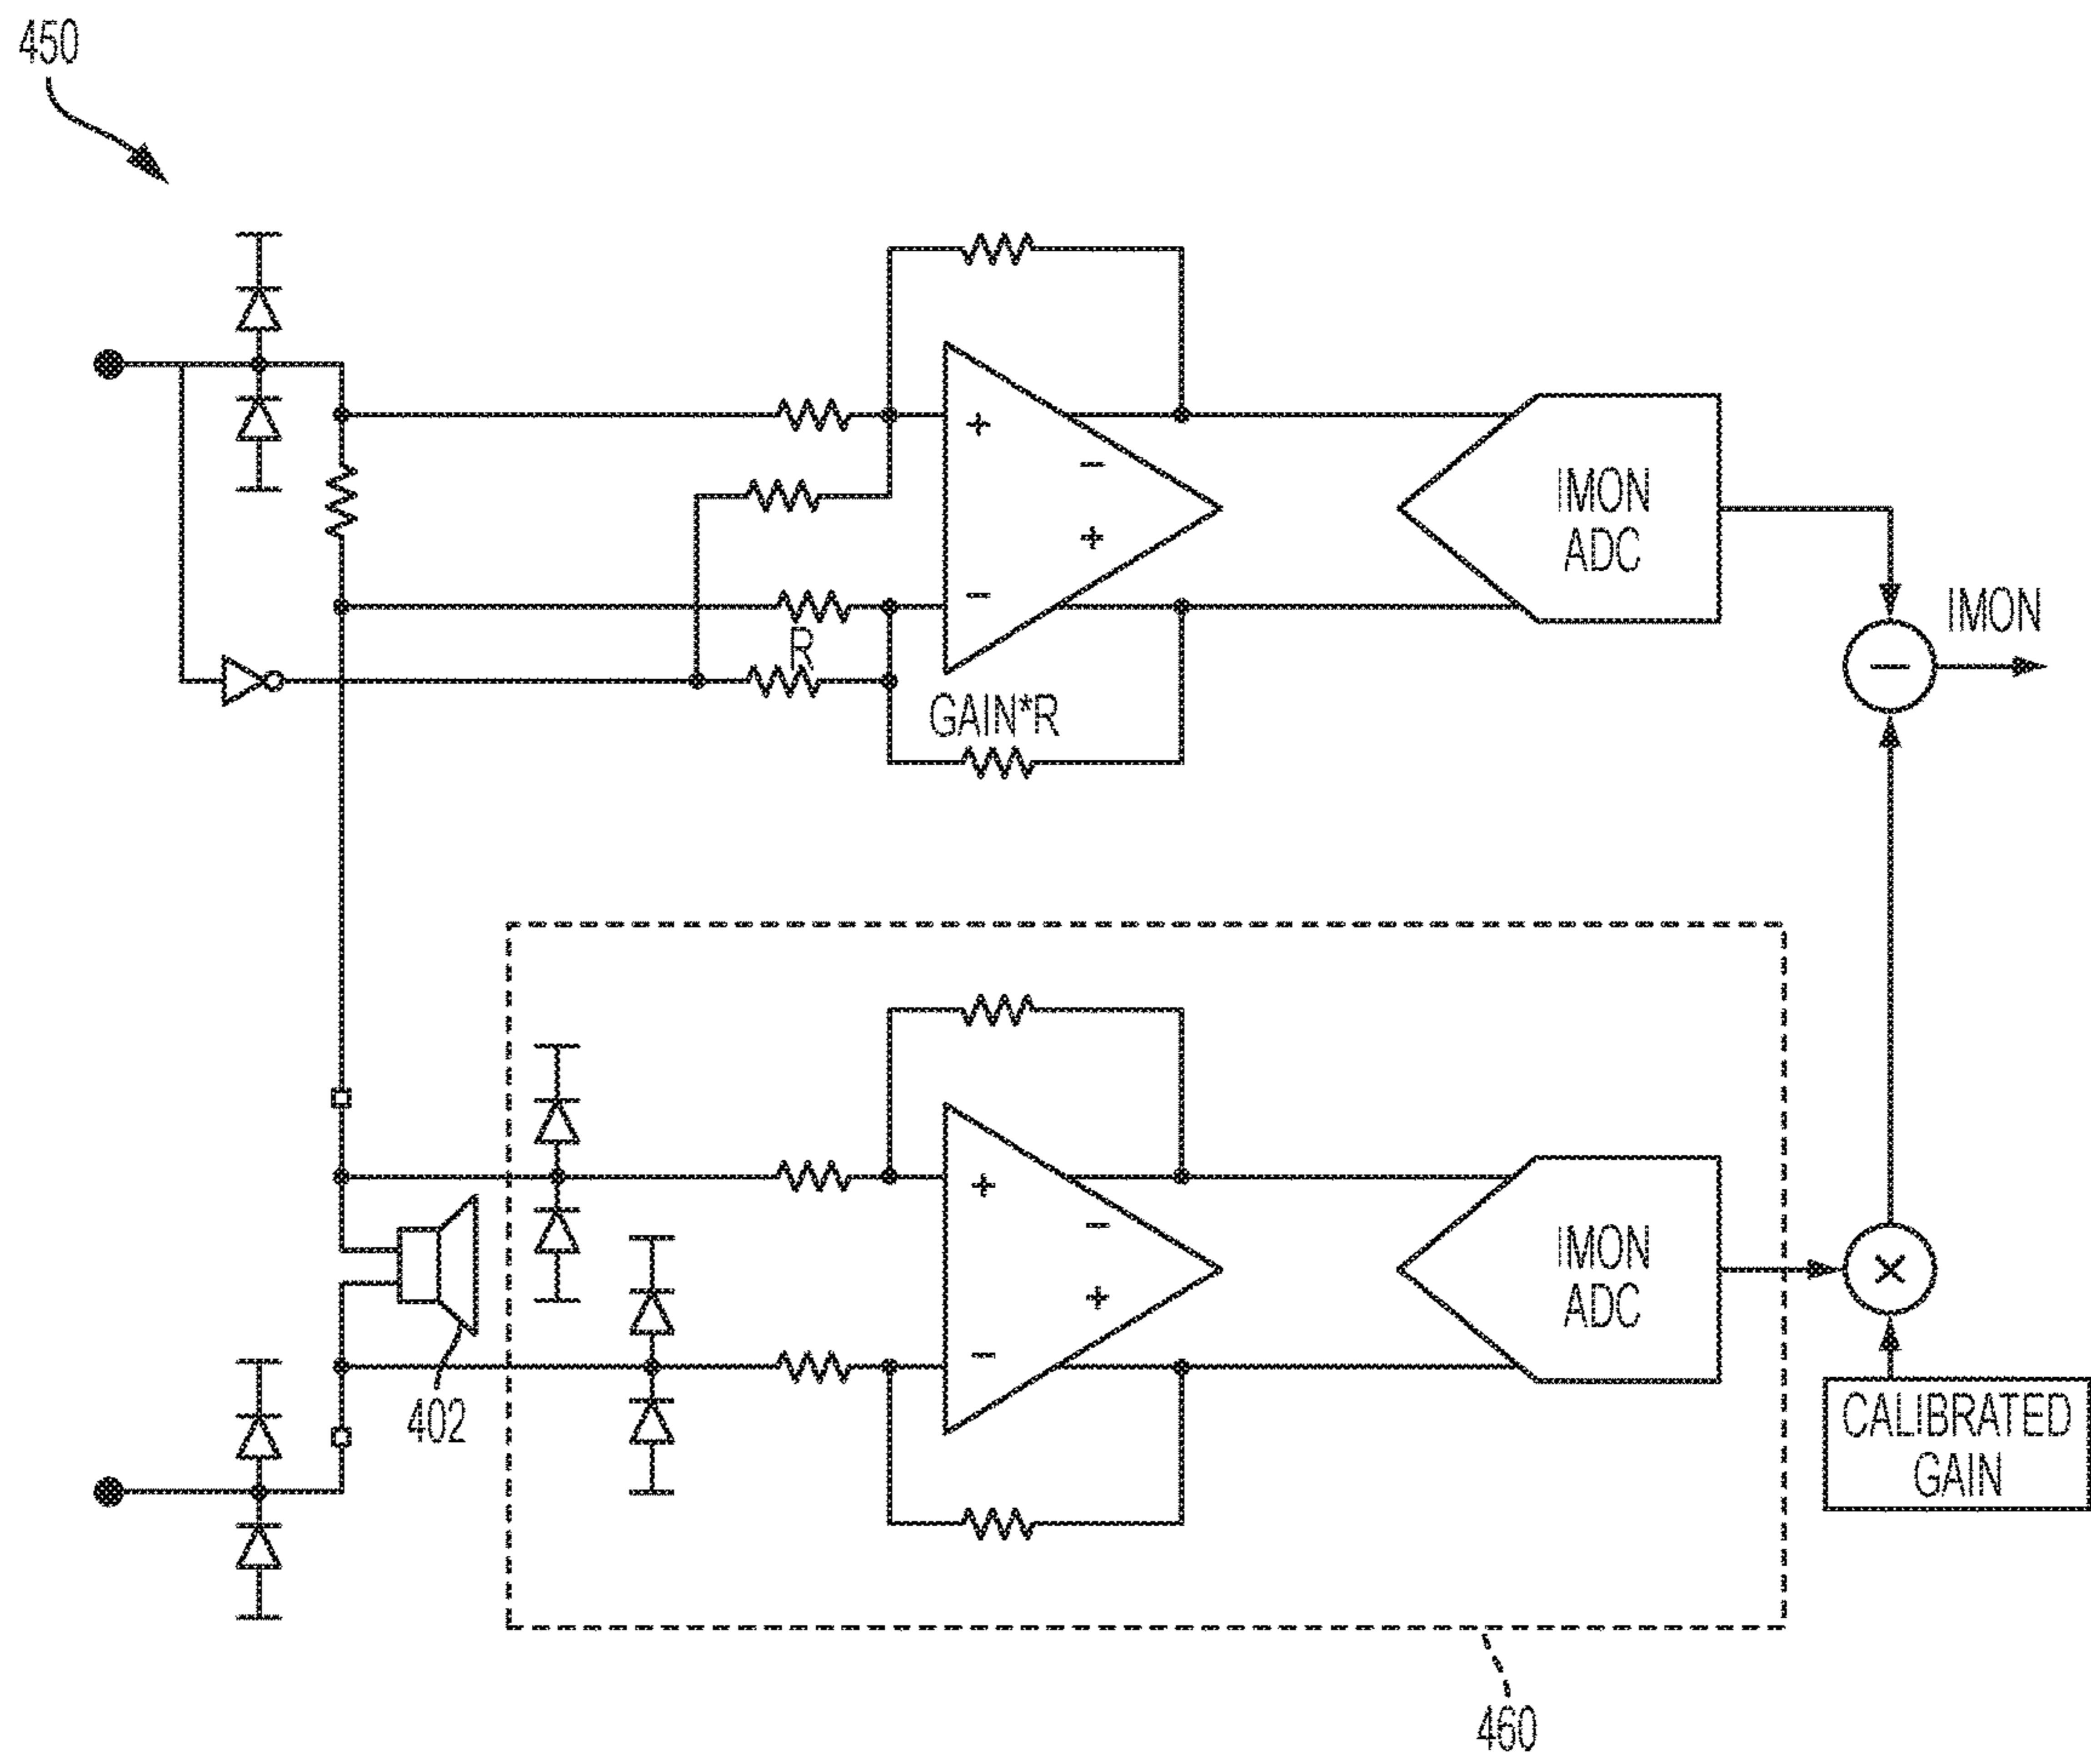 450
+
−
+
−
R
GAIN*R
IMON
ADC
−
IMON
+
−
+
−
IMON
ADC
×
402
CALIBRATED
GAIN
460